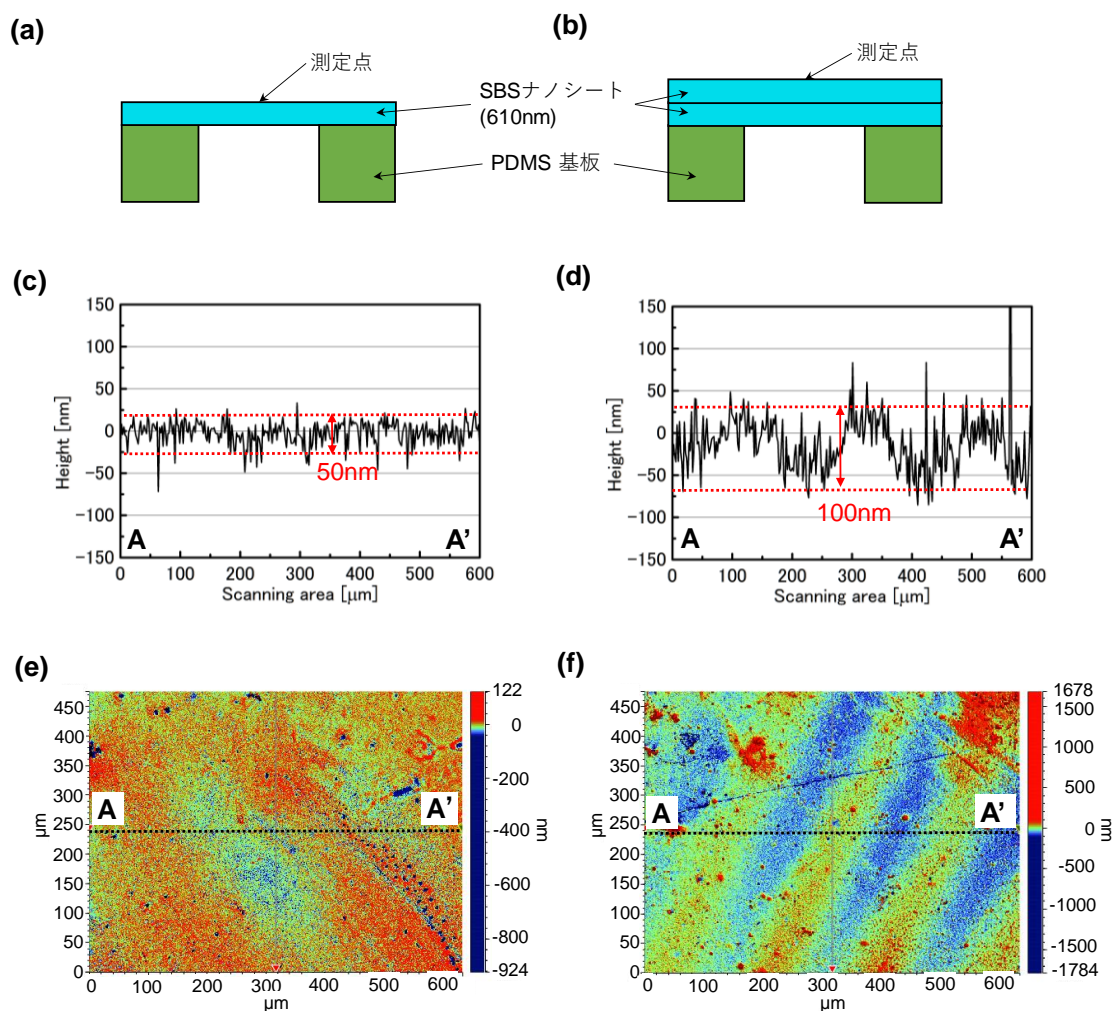 (a)
(b)
測定点
測定点
SBSナノシート
(610nm)
PDMS 基板
(c)
(d)
150
100
50
0
−50
−100
−150
Height [nm]
50nm
A
A’
0 100 200 300 400 500 600
Scanning area [μm]
150
100
50
0
−50
−100
−150
Height [nm]
100nm
A
A’
0 100 200 300 400 500 600
Scanning area [μm]
(e)
(f)
450
400
350
300
250
200
150
100
50
0
μm
A
A’
0 100 200 300 400 500 600
μm
122
0
-200
-400
-600
-800
-924
nm
450
400
350
300
250
200
150
100
50
0
μm
A
A’
0 100 200 300 400 500 600
μm
1678
1500
1000
500
0
-500
-1000
-1500
-1784
nm